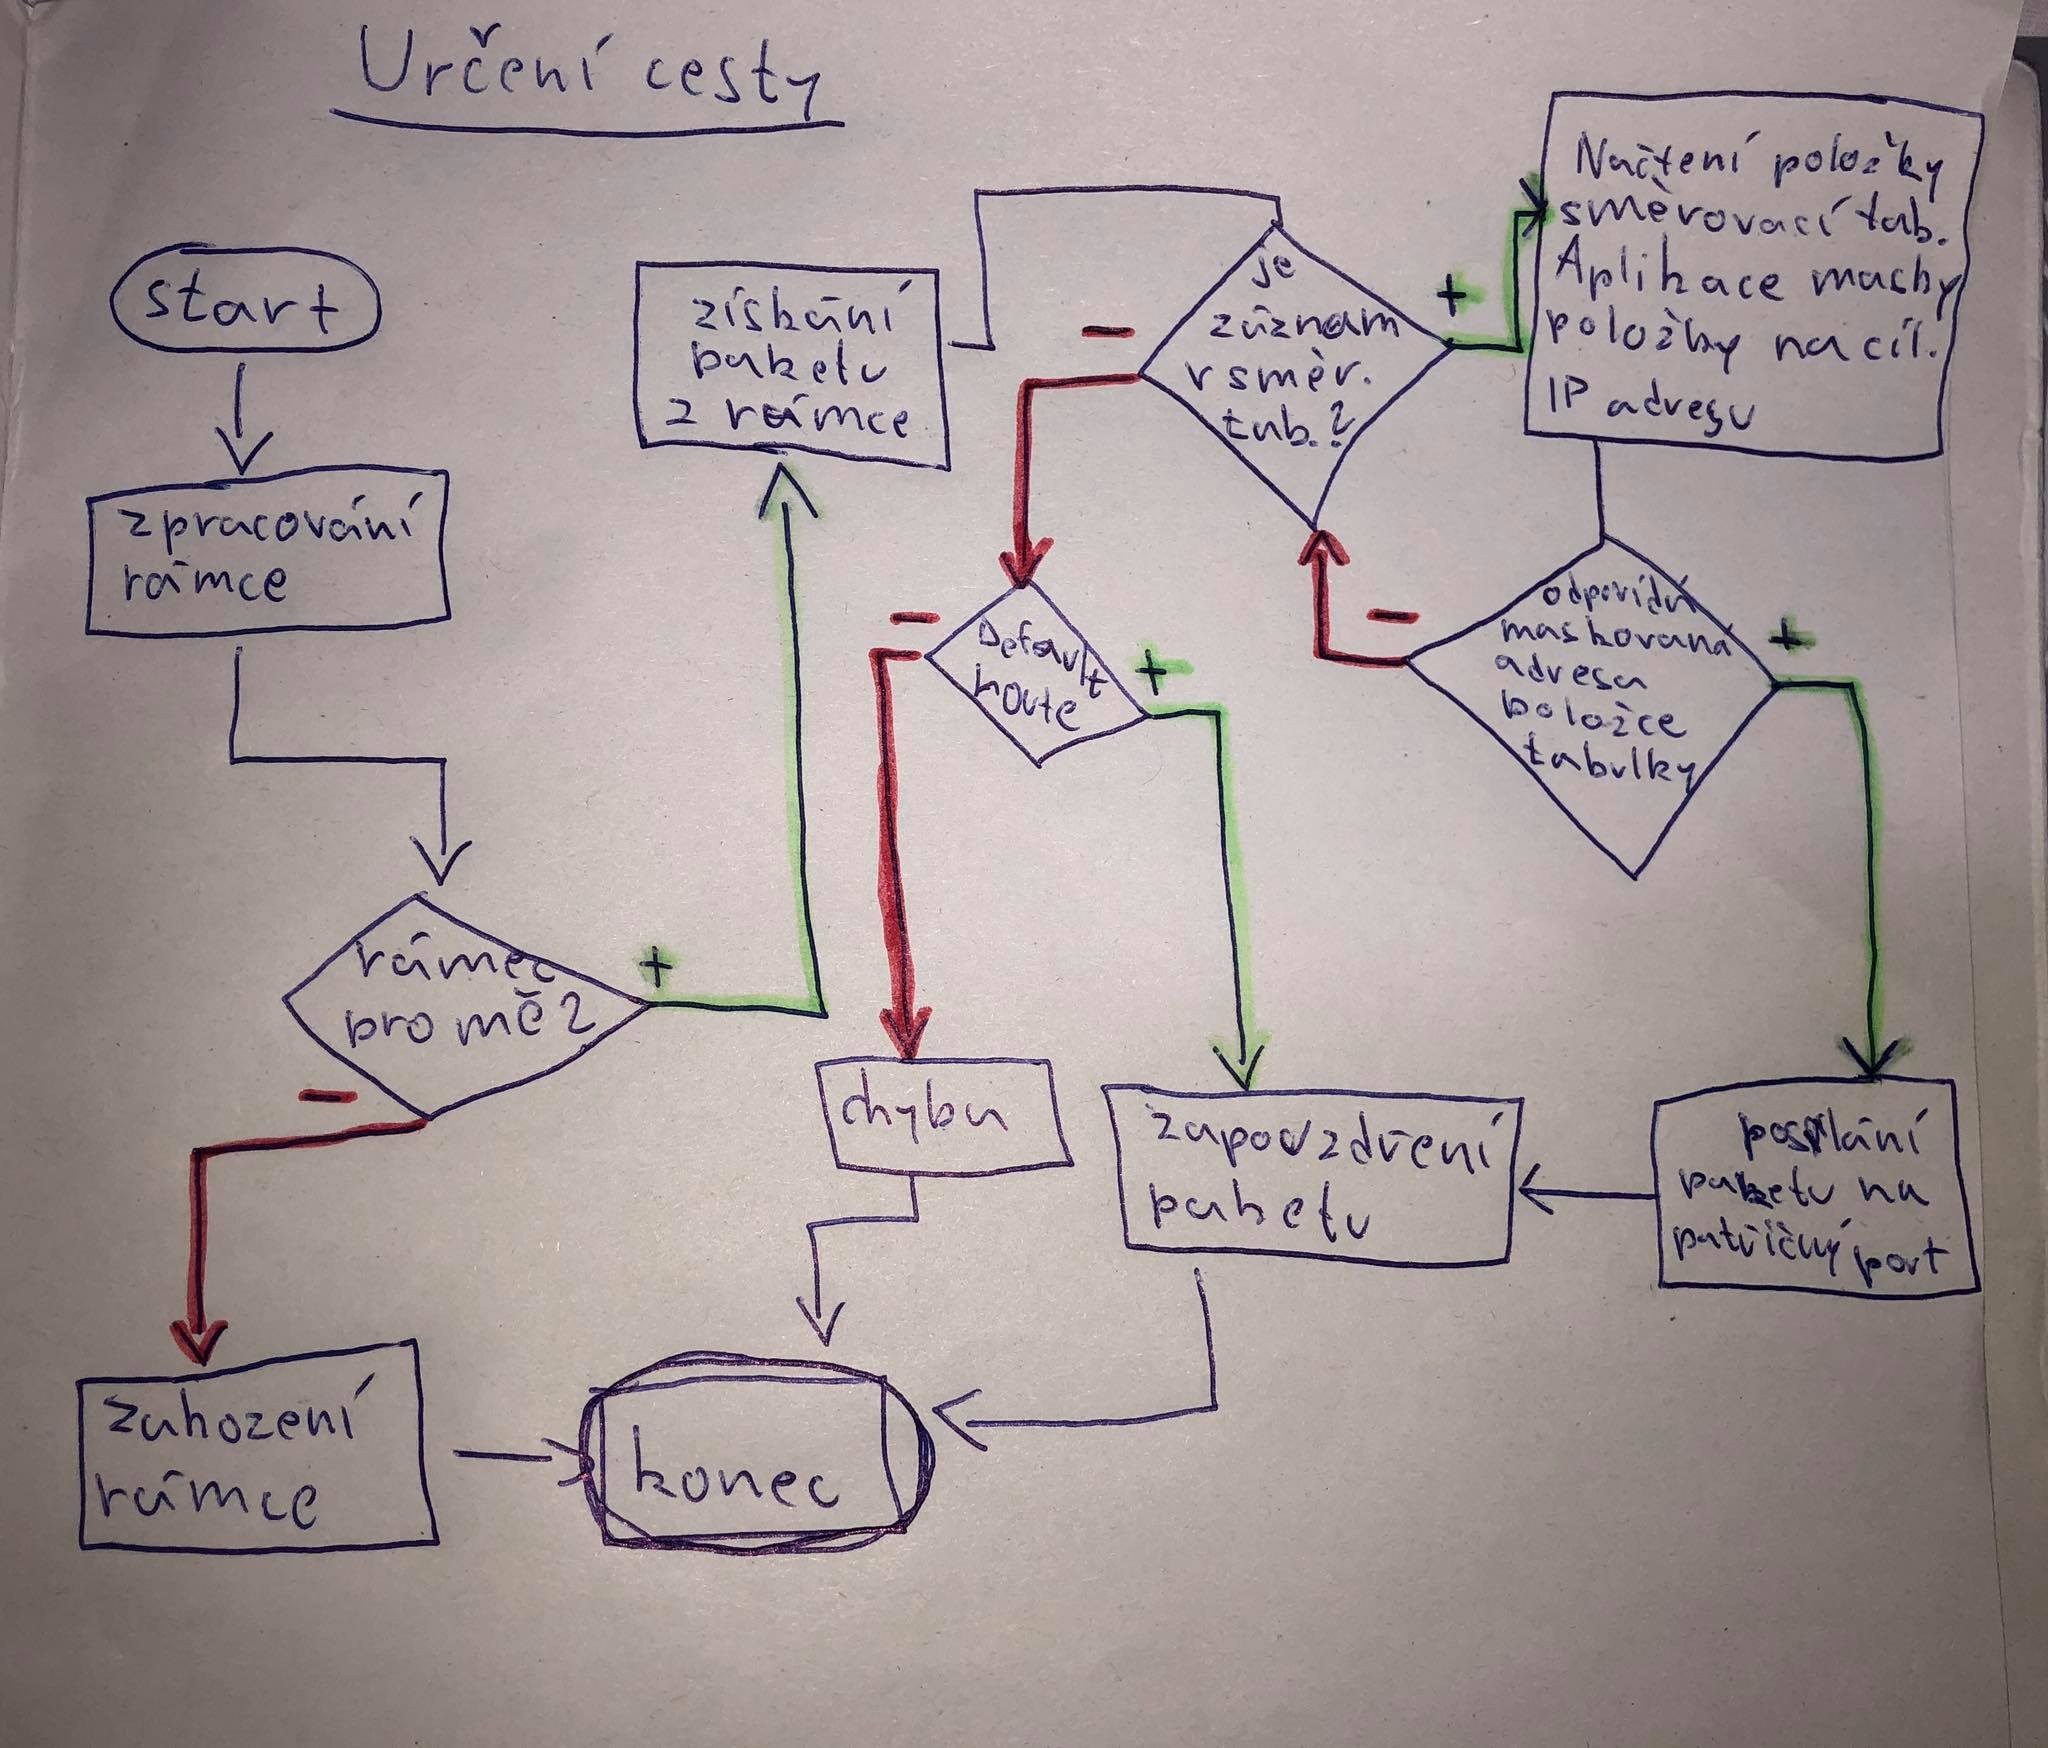 Určení cesty
start
zpracování
rámce
rámec
pro mě?
+
-
zahození
rámce
získání
paketu
z rámce
je
záznam
v směr.
tab.?
+
-
Načtení položky
směrovací tab.
Aplikace masky
položky na cíl.
IP adresu
odpovídá
maskovaná
adresa
položce
tabulky
+
-
Default
route
+
-
chyba
zapouzdření
paketu
posílání
paketu na
patřičný port
konec